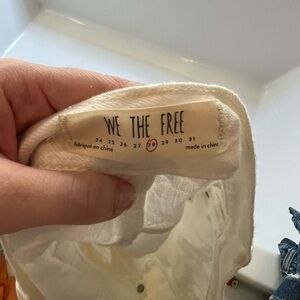 WE THE FREE
24 25 26 27 28 29 30 31
fabriqué en chine made in china